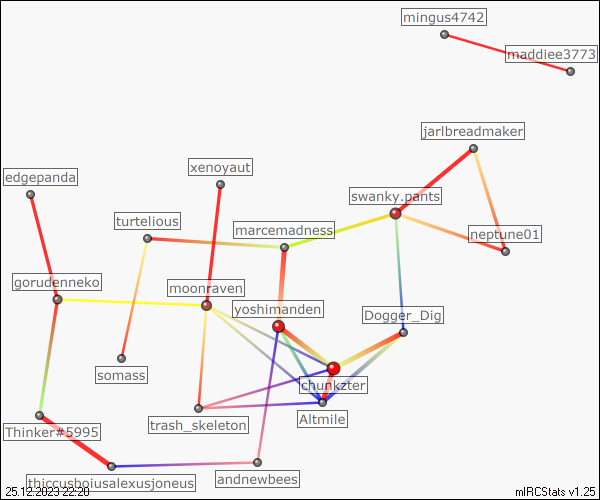 mingus4742
maddiee3773
jarlbreadmaker
xenoyaut
edgepanda
swanky.pants
turtelious
marcemadness
neptune01
gorudenneko
moonraven
yoshimanden
Dogger_Dig
somass
chunkzter
Altmile
trash_skeleton
Thinker#5995
andnewbees
thiccusboiusalexusjoneus
25.12.2023 22:20
mIRCStats v1.25